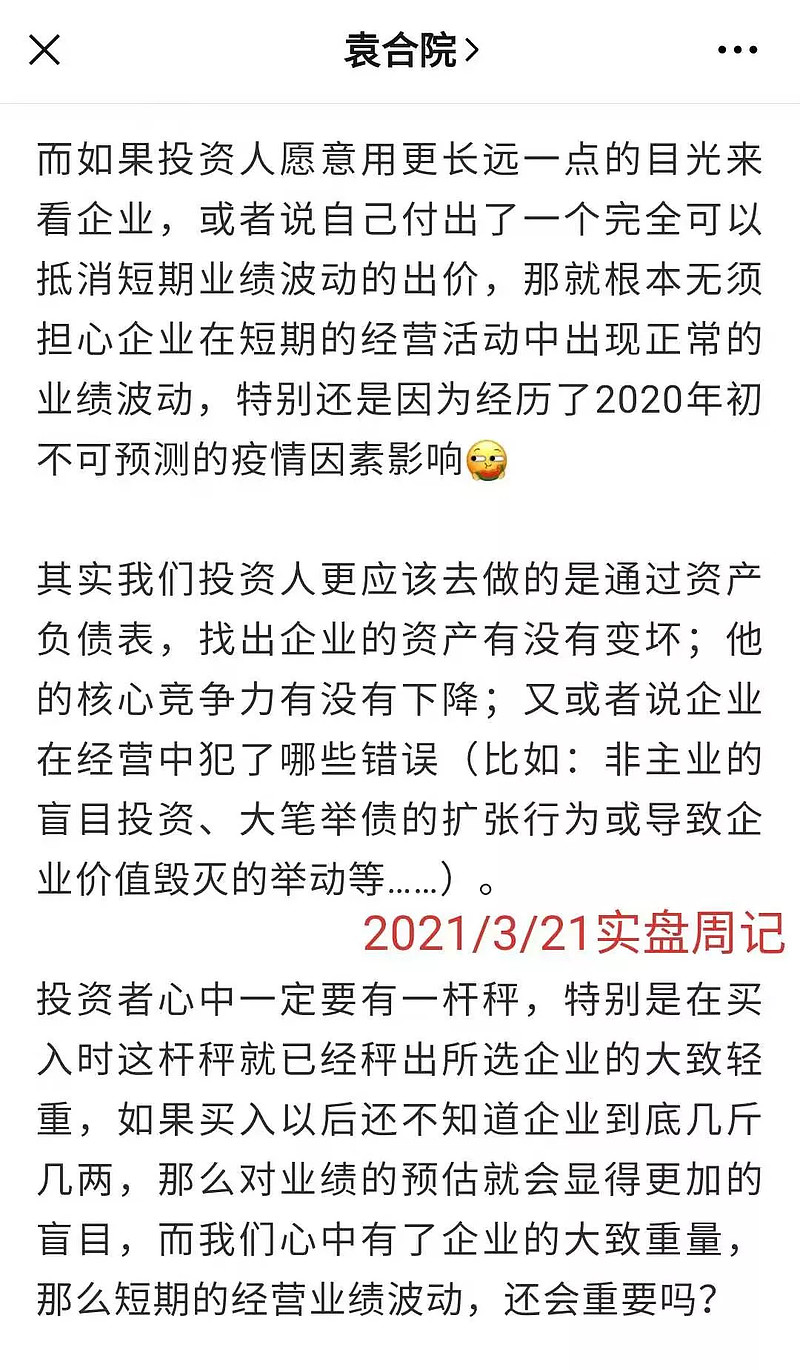 袁合院
而如果投资人愿意用更长远一点的目光来
看企业，或者说自己付出了一个完全可以
抵消短期业绩波动的出价，那就根本无须
担心企业在短期的经营活动中出现正常的
业绩波动，特别还是因为经历了2020年初
不可预测的疫情因素影响
其实我们投资人更应该去做的是通过资产
负债表，找出企业的资产有没有变坏；他
的核心竞争力有没有下降；又或者说企业
在经营中犯了哪些错误（比如：非主业的
盲目投资、大笔举债的扩张行为或导致企
业价值毁灭的举动等……）。
2021/3/21实盘周记
投资者心中一定要有一杆秤，特别是在买
入时这杆秤就已经秤出所选企业的大致轻
重，如果买入以后还不知道企业到底几斤
几两，那么对业绩的预估就会显得更加的
盲目，而我们心中有了企业的大致重量，
那么短期的经营业绩波动，还会重要吗？